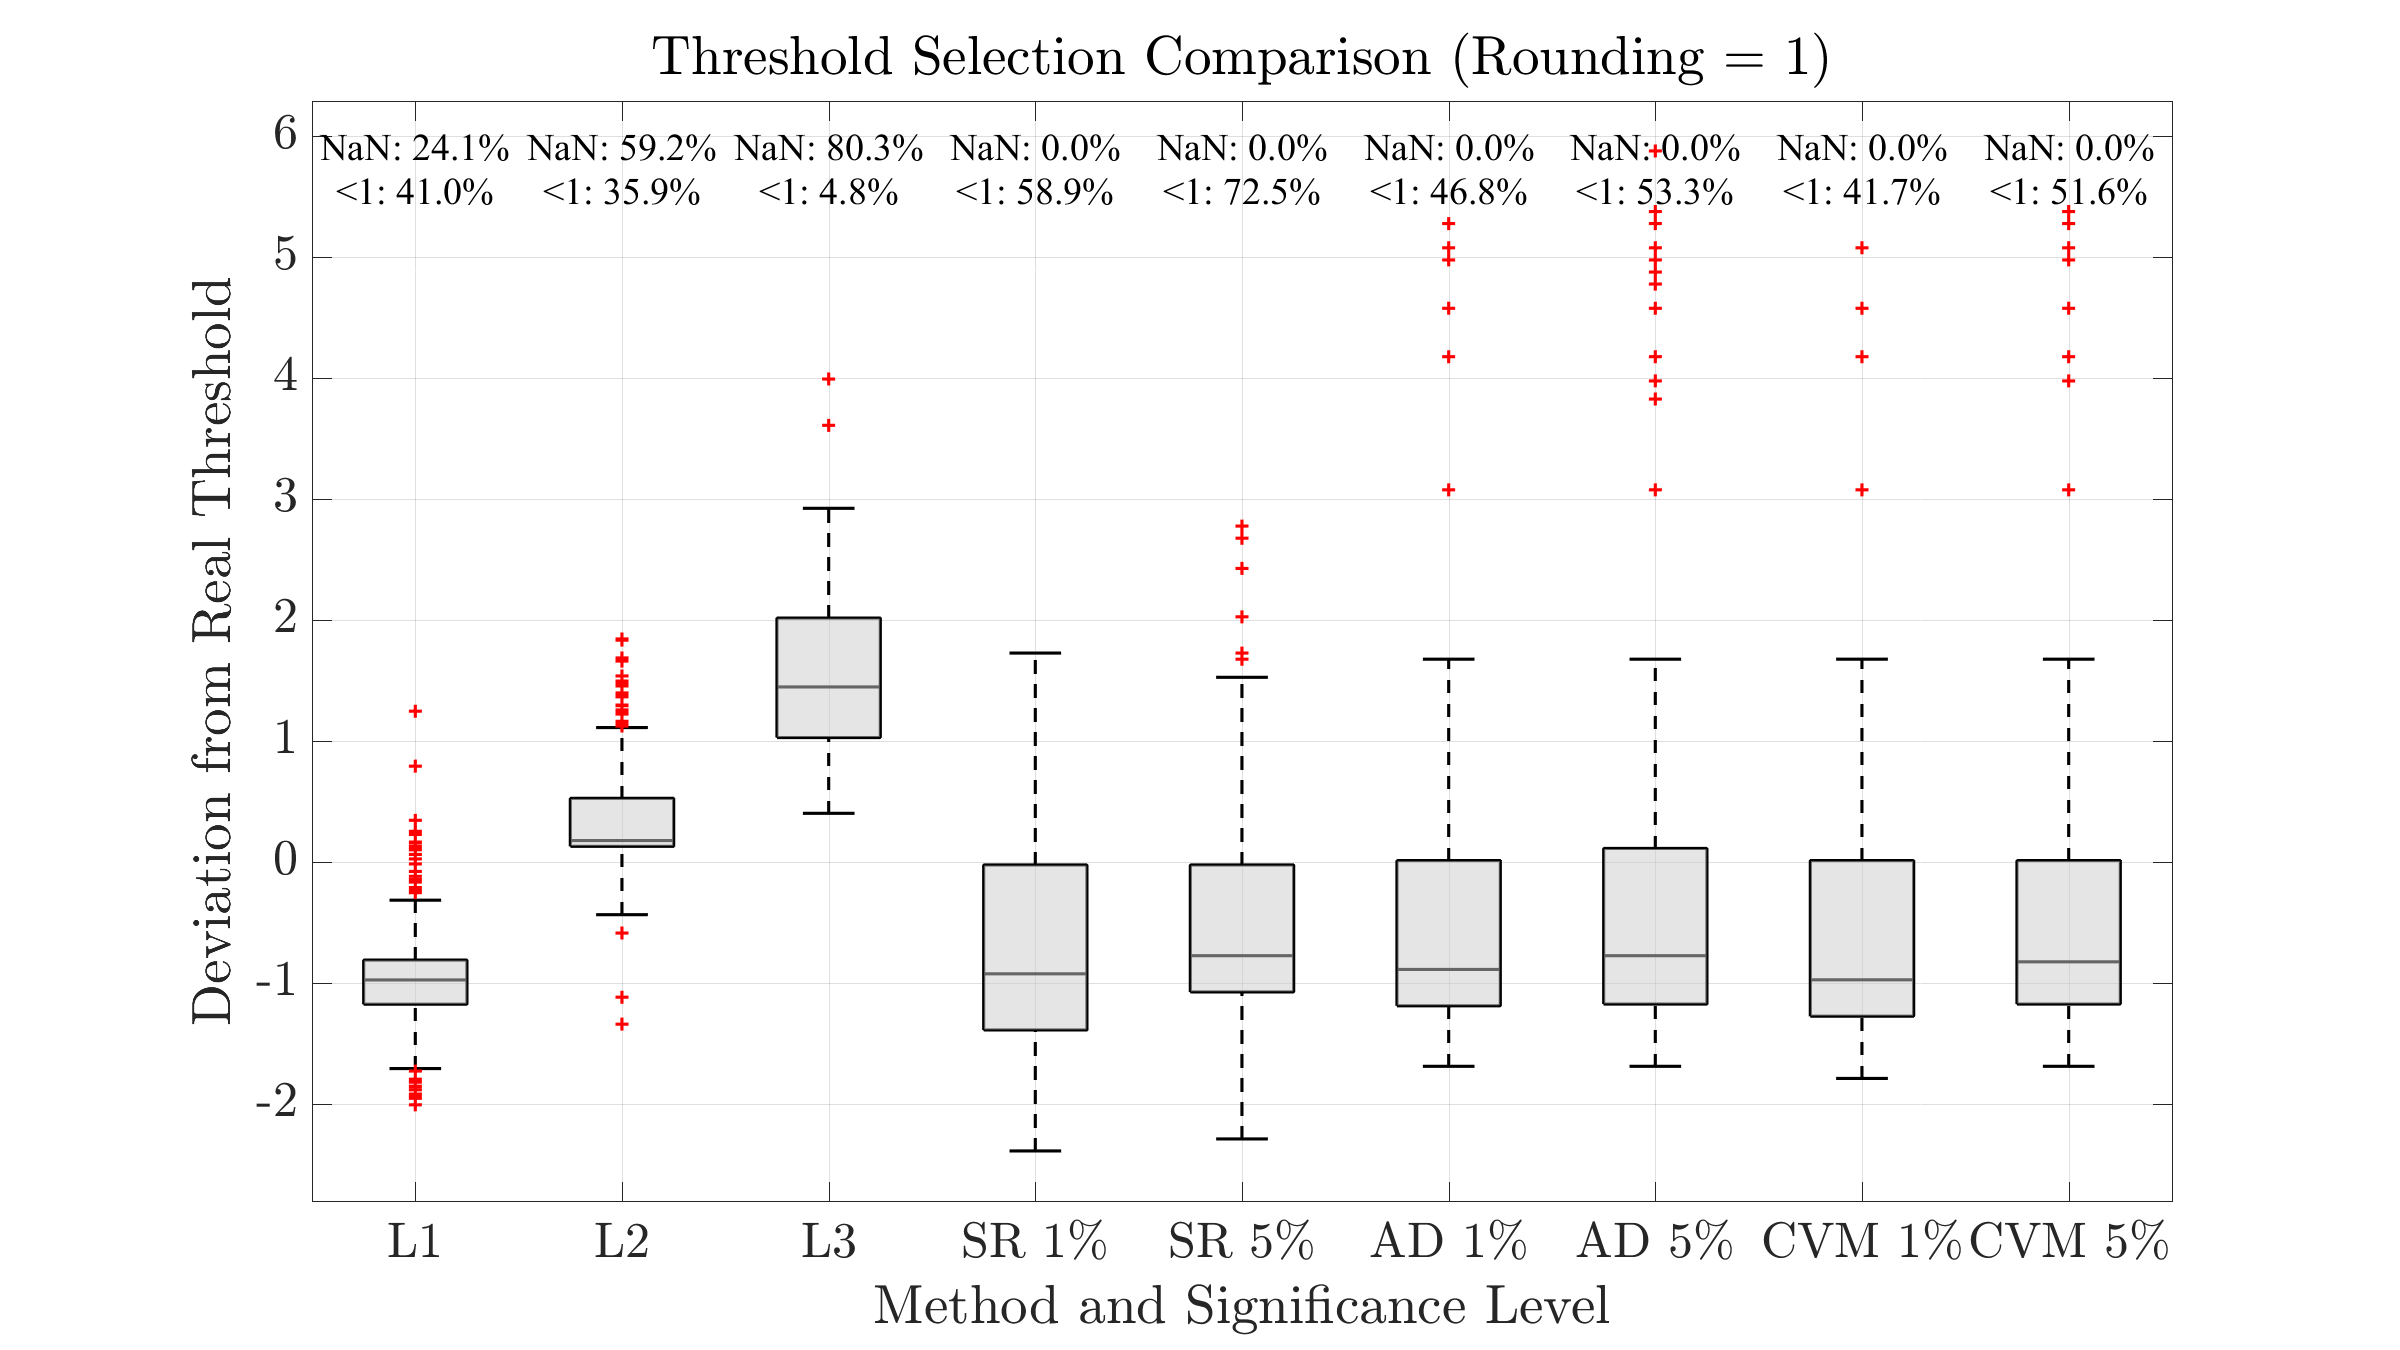 Threshold Selection Comparison (Rounding = 1)
NaN: 24.1% NaN: 59.2% NaN: 80.3% NaN: 0.0% NaN: 0.0% NaN: 0.0% NaN: 0.0% NaN: 0.0% NaN: 0.0%
<1: 41.0% <1: 35.9% <1: 4.8% <1: 58.9% <1: 72.5% <1: 46.8% <1: 53.3% <1: 41.7% <1: 51.6%
6
5
4
3
2
1
0
-1
-2
Deviation from Real Threshold
L1 L2 L3 SR 1% SR 5% AD 1% AD 5% CVM 1% CVM 5%
Method and Significance Level